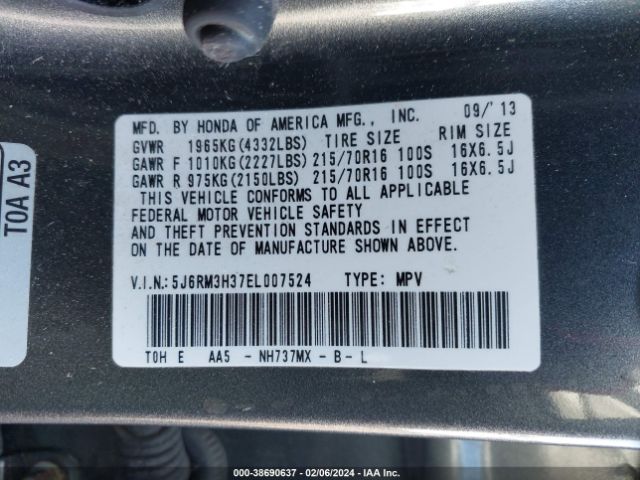 MFD. BY HONDA OF AMERICA MFG., INC. 09/'13
GVWR 1965KG(4332LBS) TIRE SIZE RIM SIZE
GAWR F 1010KG(2227LBS) 215/70R16 100S 16X6.5J
GAWR R 975KG(2150LBS) 215/70R16 100S 16X6.5J
THIS VEHICLE CONFORMS TO ALL APPLICABLE
FEDERAL MOTOR VEHICLE SAFETY
AND THEFT PREVENTION STANDARDS IN EFFECT
ON THE DATE OF MANUFACTURE SHOWN ABOVE.
V.I.N.:5J6RM3H37EL007524 TYPE: MPV
T0H E AA5 - NH737MX - B - L
T0A A3
000-38690637 - 02/06/2024 - IAA Inc.